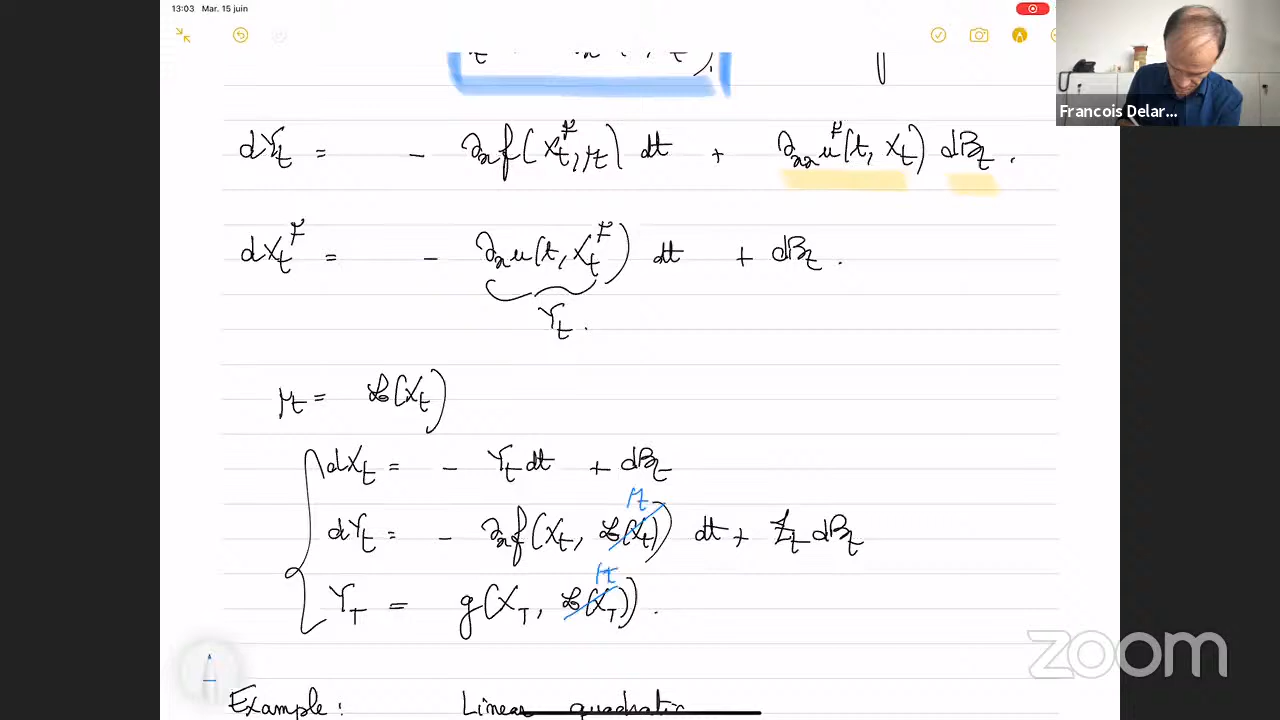 13:03 Mar. 15 juin
Francois Delar...
dY_t = - ∂_x f(X_t^μ, μ_t) dt + ∂_xx u^μ(t, X_t) dB_t .
dX_t^μ = - ∂_x u(t, X_t^μ) dt + dB_t .
Y_t .
μ_t = ℒ(X_t)
dX_t = - Y_t dt + dB_t
μ_t
dY_t = - ∂_x f(X_t, ℒ(X_t)) dt + Z_t dB_t
μ_t
Y_T = g(X_T, ℒ(X_T)) .
zoom
Example: Linear quadratic